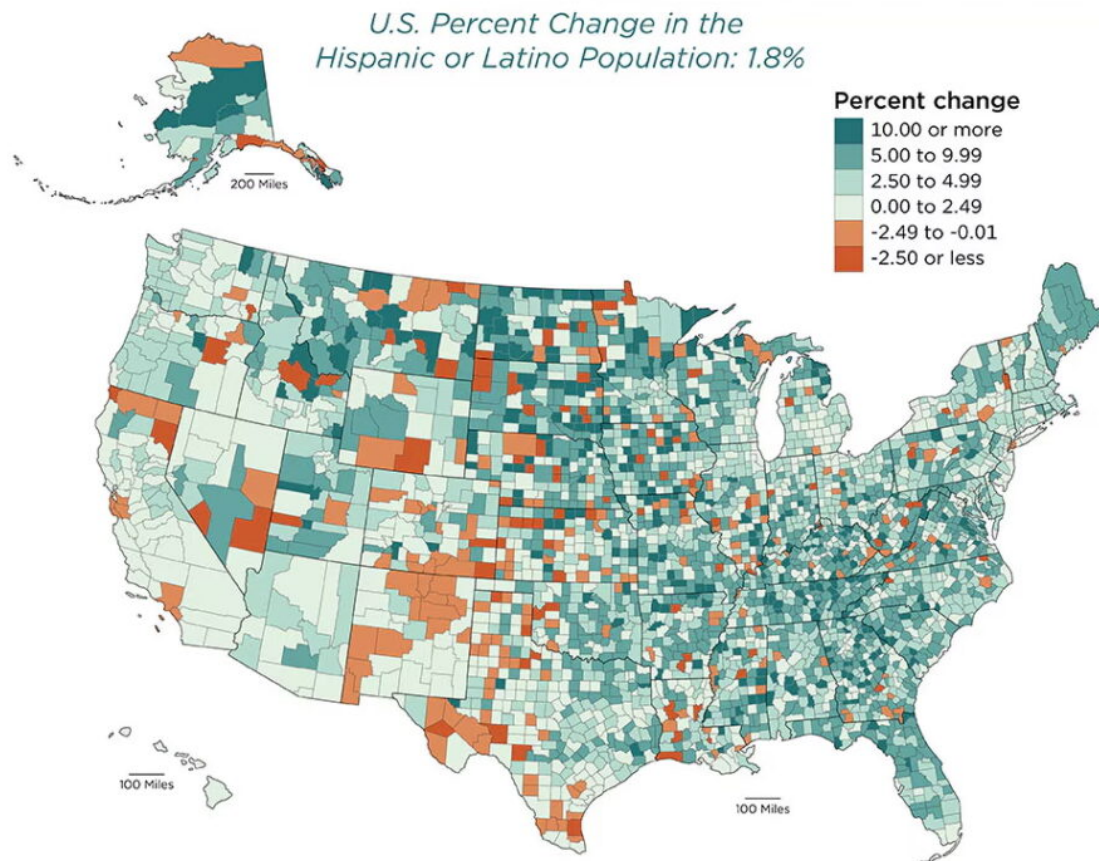 U.S. Percent Change in the
Hispanic or Latino Population: 1.8%
Percent change
10.00 or more
5.00 to 9.99
2.50 to 4.99
0.00 to 2.49
-2.49 to -0.01
-2.50 or less
200 Miles
100 Miles
100 Miles